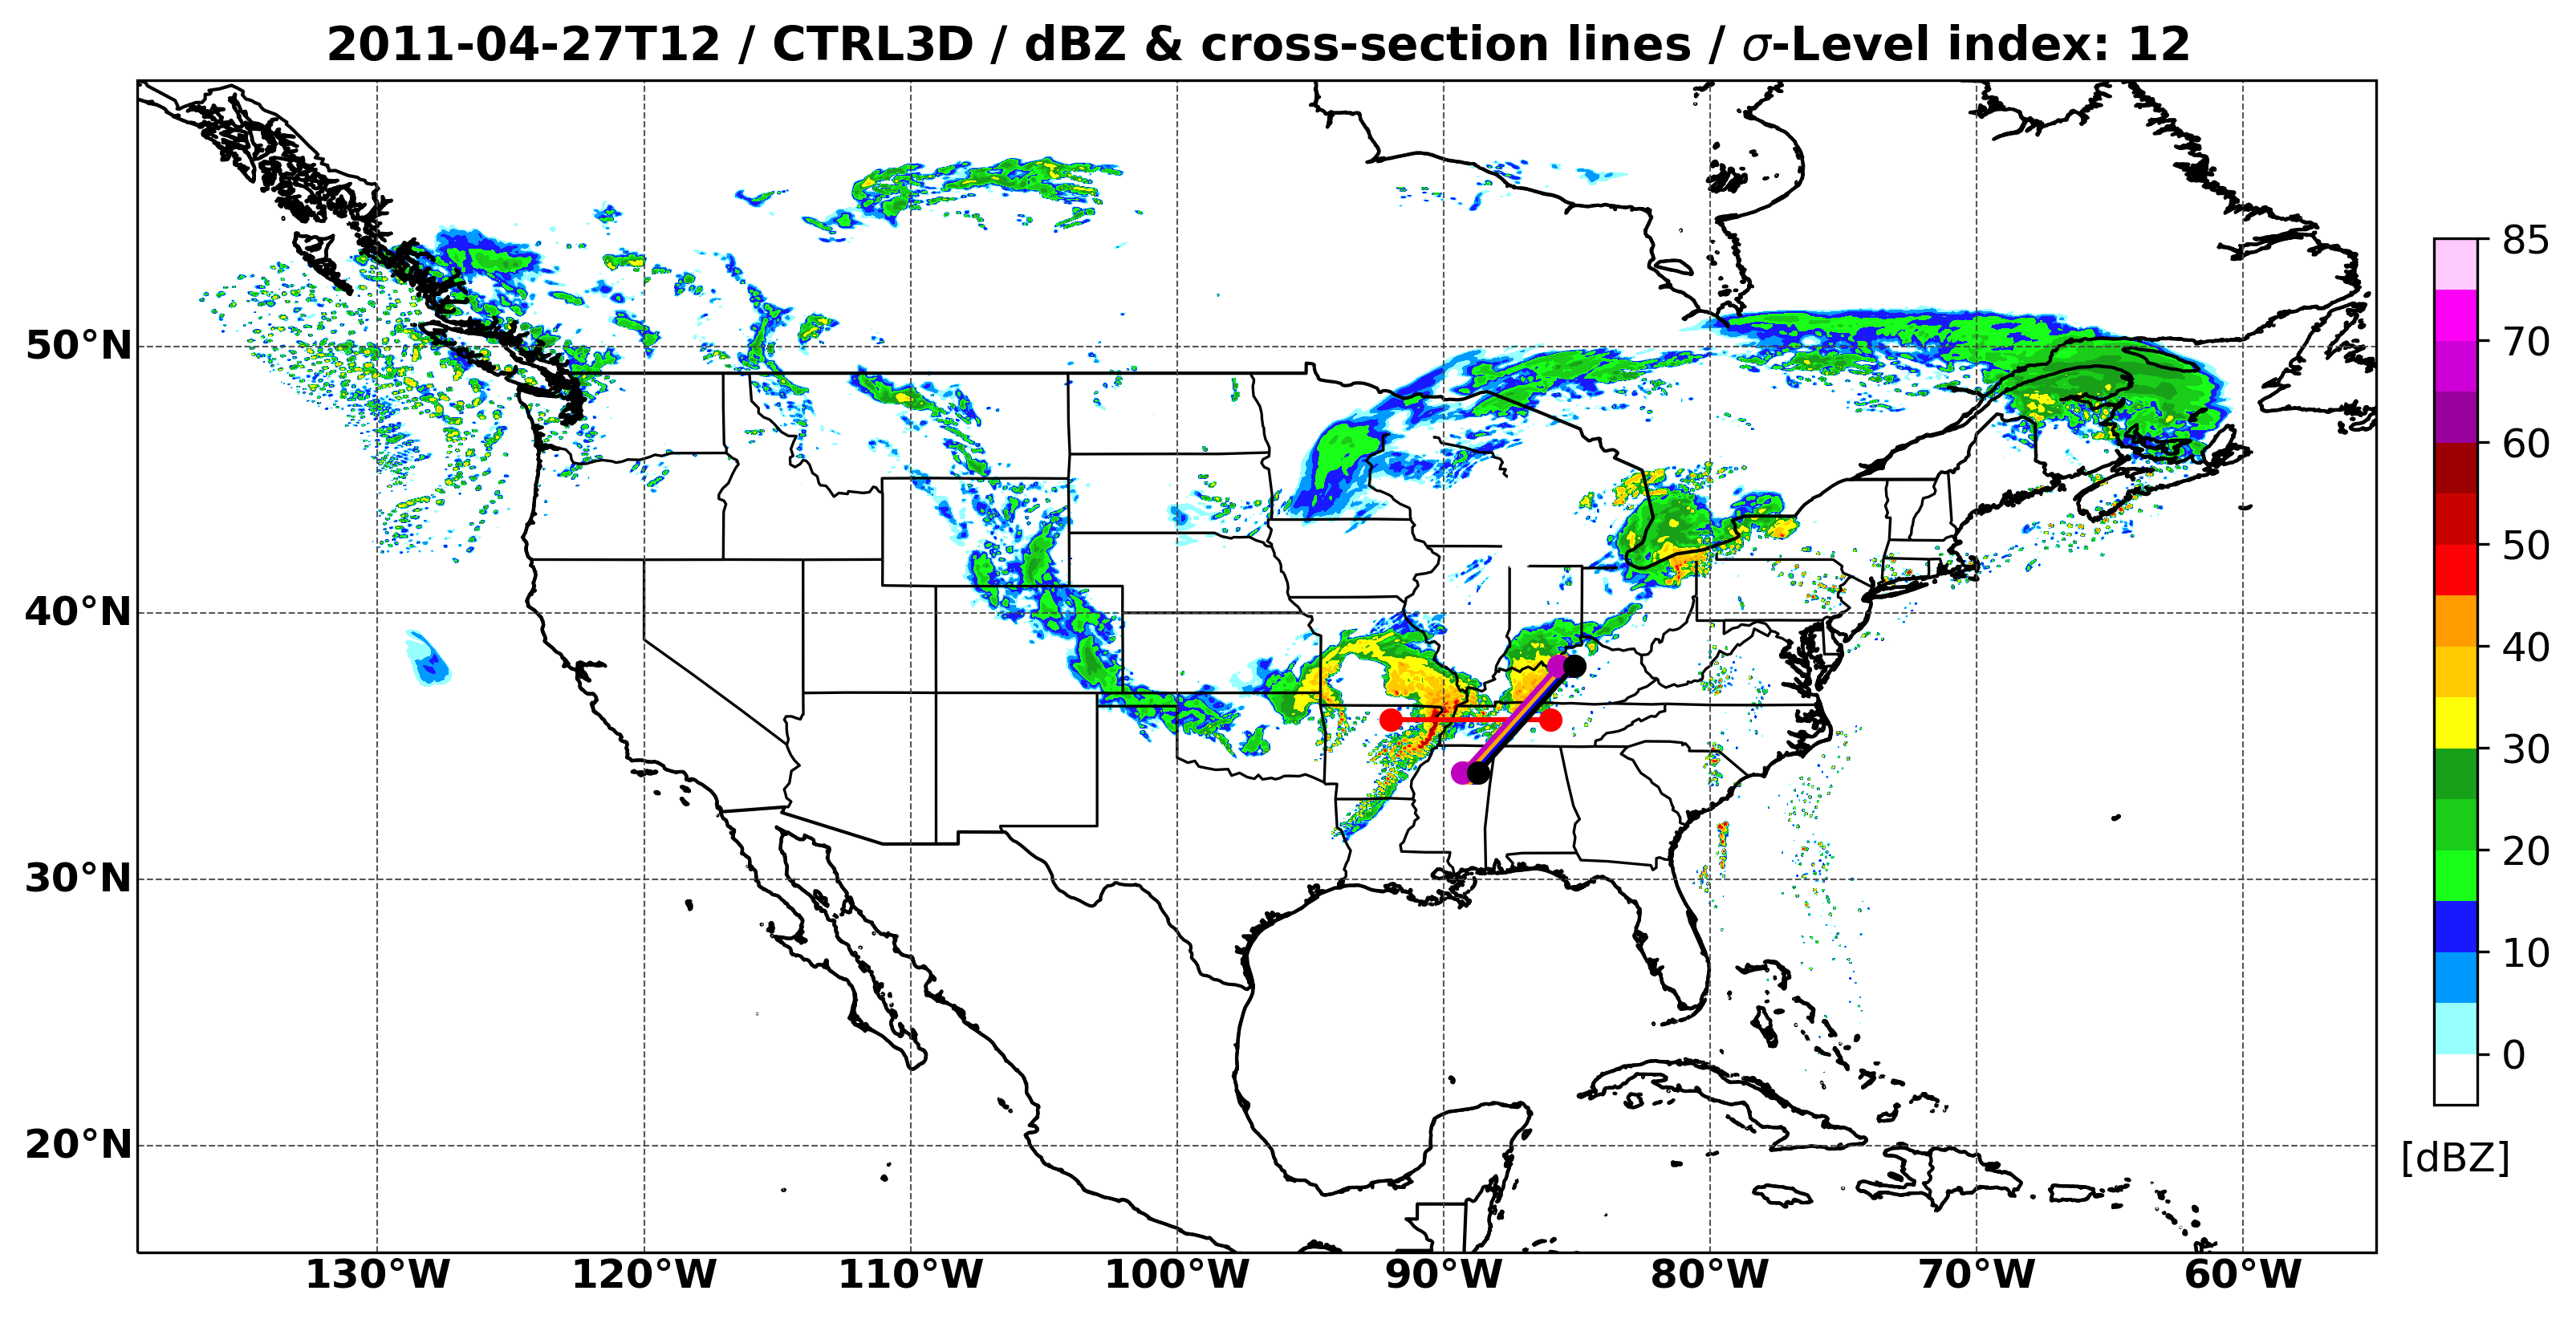 2011-04-27T12 / CTRL3D / dBZ & cross-section lines / σ-Level index: 12
85
50°N
70
60
50
40°N
40
30
30°N
20
10
0
20°N
[dBZ]
130°W 120°W 110°W 100°W 90°W 80°W 70°W 60°W